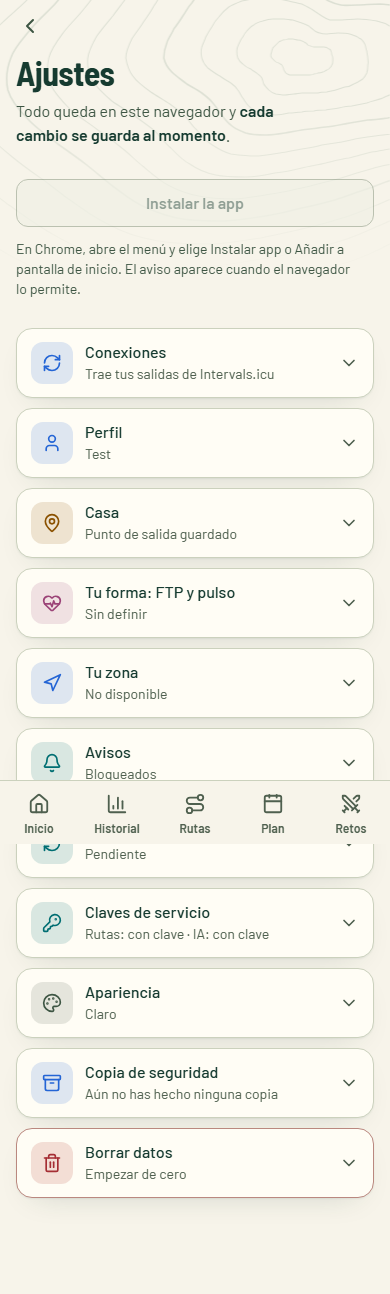 Ajustes
Todo queda en este navegador y cada
cambio se guarda al momento.
Instalar la app
En Chrome, abre el menú y elige Instalar app o Añadir a
pantalla de inicio. El aviso aparece cuando el navegador
lo permite.
Conexiones
Trae tus salidas de Intervals.icu
Perfil
Test
Casa
Punto de salida guardado
Tu forma: FTP y pulso
Sin definir
Tu zona
No disponible
Avisos
Bloqueados
Inicio
Historial
Rutas
Plan
Retos
Pendiente
Claves de servicio
Rutas: con clave · IA: con clave
Apariencia
Claro
Copia de seguridad
Aún no has hecho ninguna copia
Borrar datos
Empezar de cero